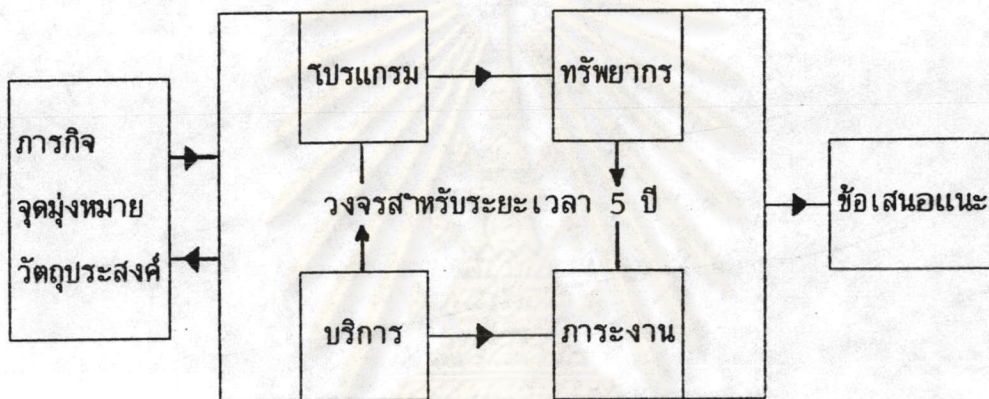 โปรแกรม
ทรัพยากร
ภารกิจ
จุดมุ่งหมาย
วัตถุประสงค์
วงจรสำหรับระยะเวลา 5 ปี
ข้อเสนอแนะ
บริการ
ภาระงาน